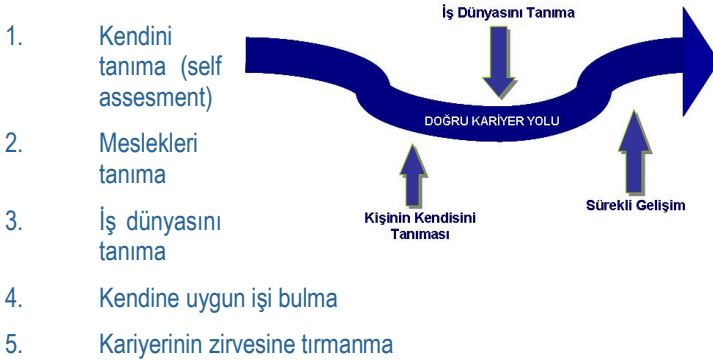 1. Kendini
tanıma (self
assesment)
2. Meslekleri
tanıma
3. İş dünyasını
tanıma
4. Kendine uygun işi bulma
5. Kariyerinin zirvesine tırmanma
İş Dünyasını Tanıma
DOĞRU KARİYER YOLU
Kişinin Kendisini
Tanıması
Sürekli Gelişim